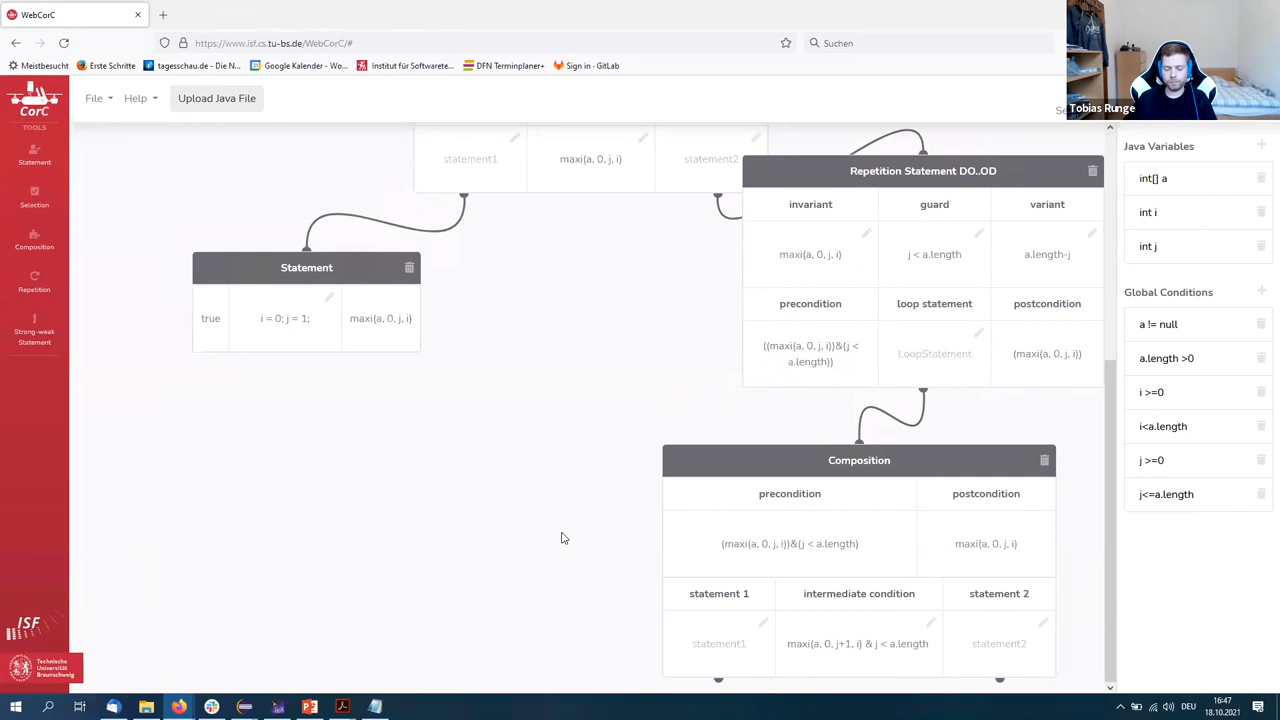 WebCorC
https://www.isf.cs.tu-bs.de/WebCorC/#
Suchen
Meistbesucht
Erste Schritte
tagesschau.de - Die N...
Google Kalender - Wo...
Institut für Softwarete...
DFN Terminplaner+
Sign in · GitLab
Tobias Runge
CorC
TOOLS
Statement
Selection
Composition
Repetition
Strong-weak
Statement
ISF
Technische
Universität
Braunschweig
File
Help
Upload Java File
statement1
maxi(a, 0, j, i)
statement2
Statement
true
i = 0; j = 1;
maxi(a, 0, j, i)
Repetition Statement DO..OD
invariant
guard
variant
maxi(a, 0, j, i)
j < a.length
a.length-j
precondition
loop statement
postcondition
((maxi(a, 0, j, i))&(j <
a.length))
LoopStatement
(maxi(a, 0, j, i))
Composition
precondition
postcondition
(maxi(a, 0, j, i))&(j < a.length)
maxi(a, 0, j, i)
statement 1
intermediate condition
statement 2
statement1
maxi(a, 0, j+1, i) & j < a.length
statement2
Java Variables
int[] a
int i
int j
Global Conditions
a != null
a.length >0
i >=0
i<a.length
j >=0
j<=a.length
DEU
16:47
18.10.2021